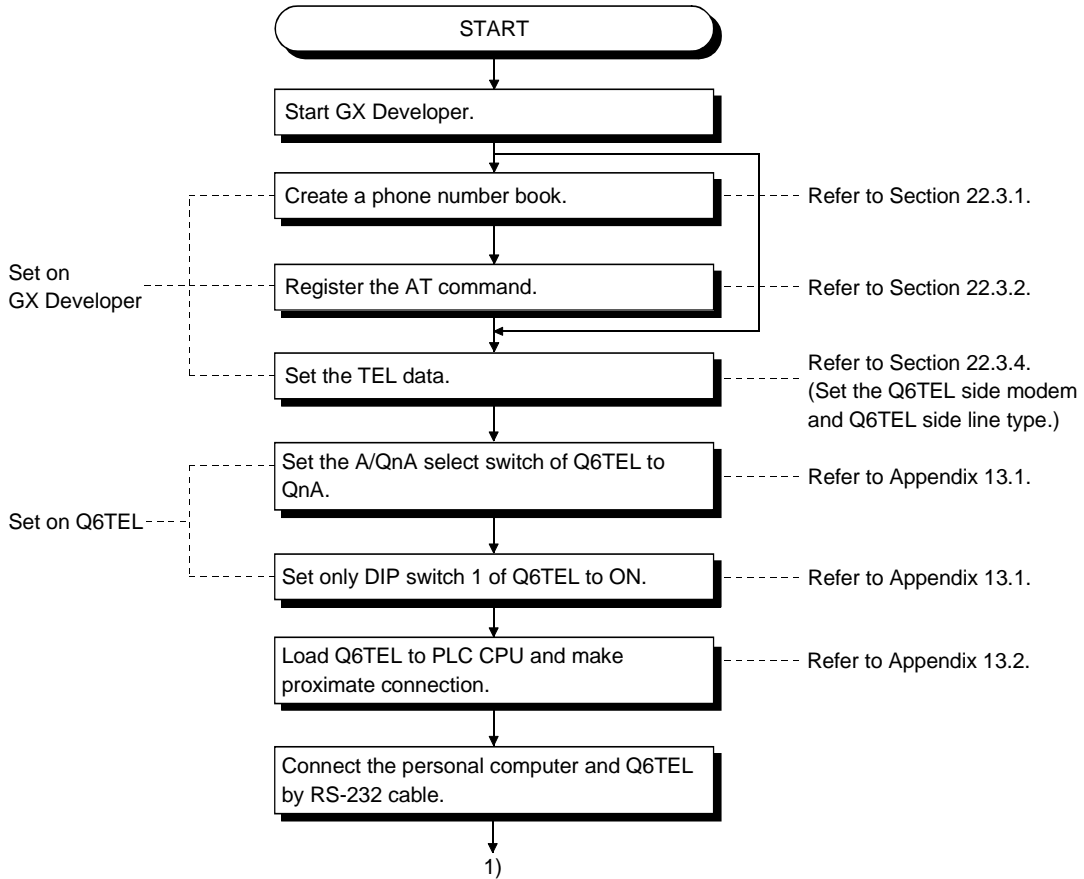 START
Start GX Developer.
Create a phone number book.
Refer to Section 22.3.1.
Set on
GX Developer
Register the AT command.
Refer to Section 22.3.2.
Set the TEL data.
Refer to Section 22.3.4.
(Set the Q6TEL side modem
and Q6TEL side line type.)
Set the A/QnA select switch of Q6TEL to
QnA.
Refer to Appendix 13.1.
Set on Q6TEL
Set only DIP switch 1 of Q6TEL to ON.
Refer to Appendix 13.1.
Load Q6TEL to PLC CPU and make
proximate connection.
Refer to Appendix 13.2.
Connect the personal computer and Q6TEL
by RS-232 cable.
1)